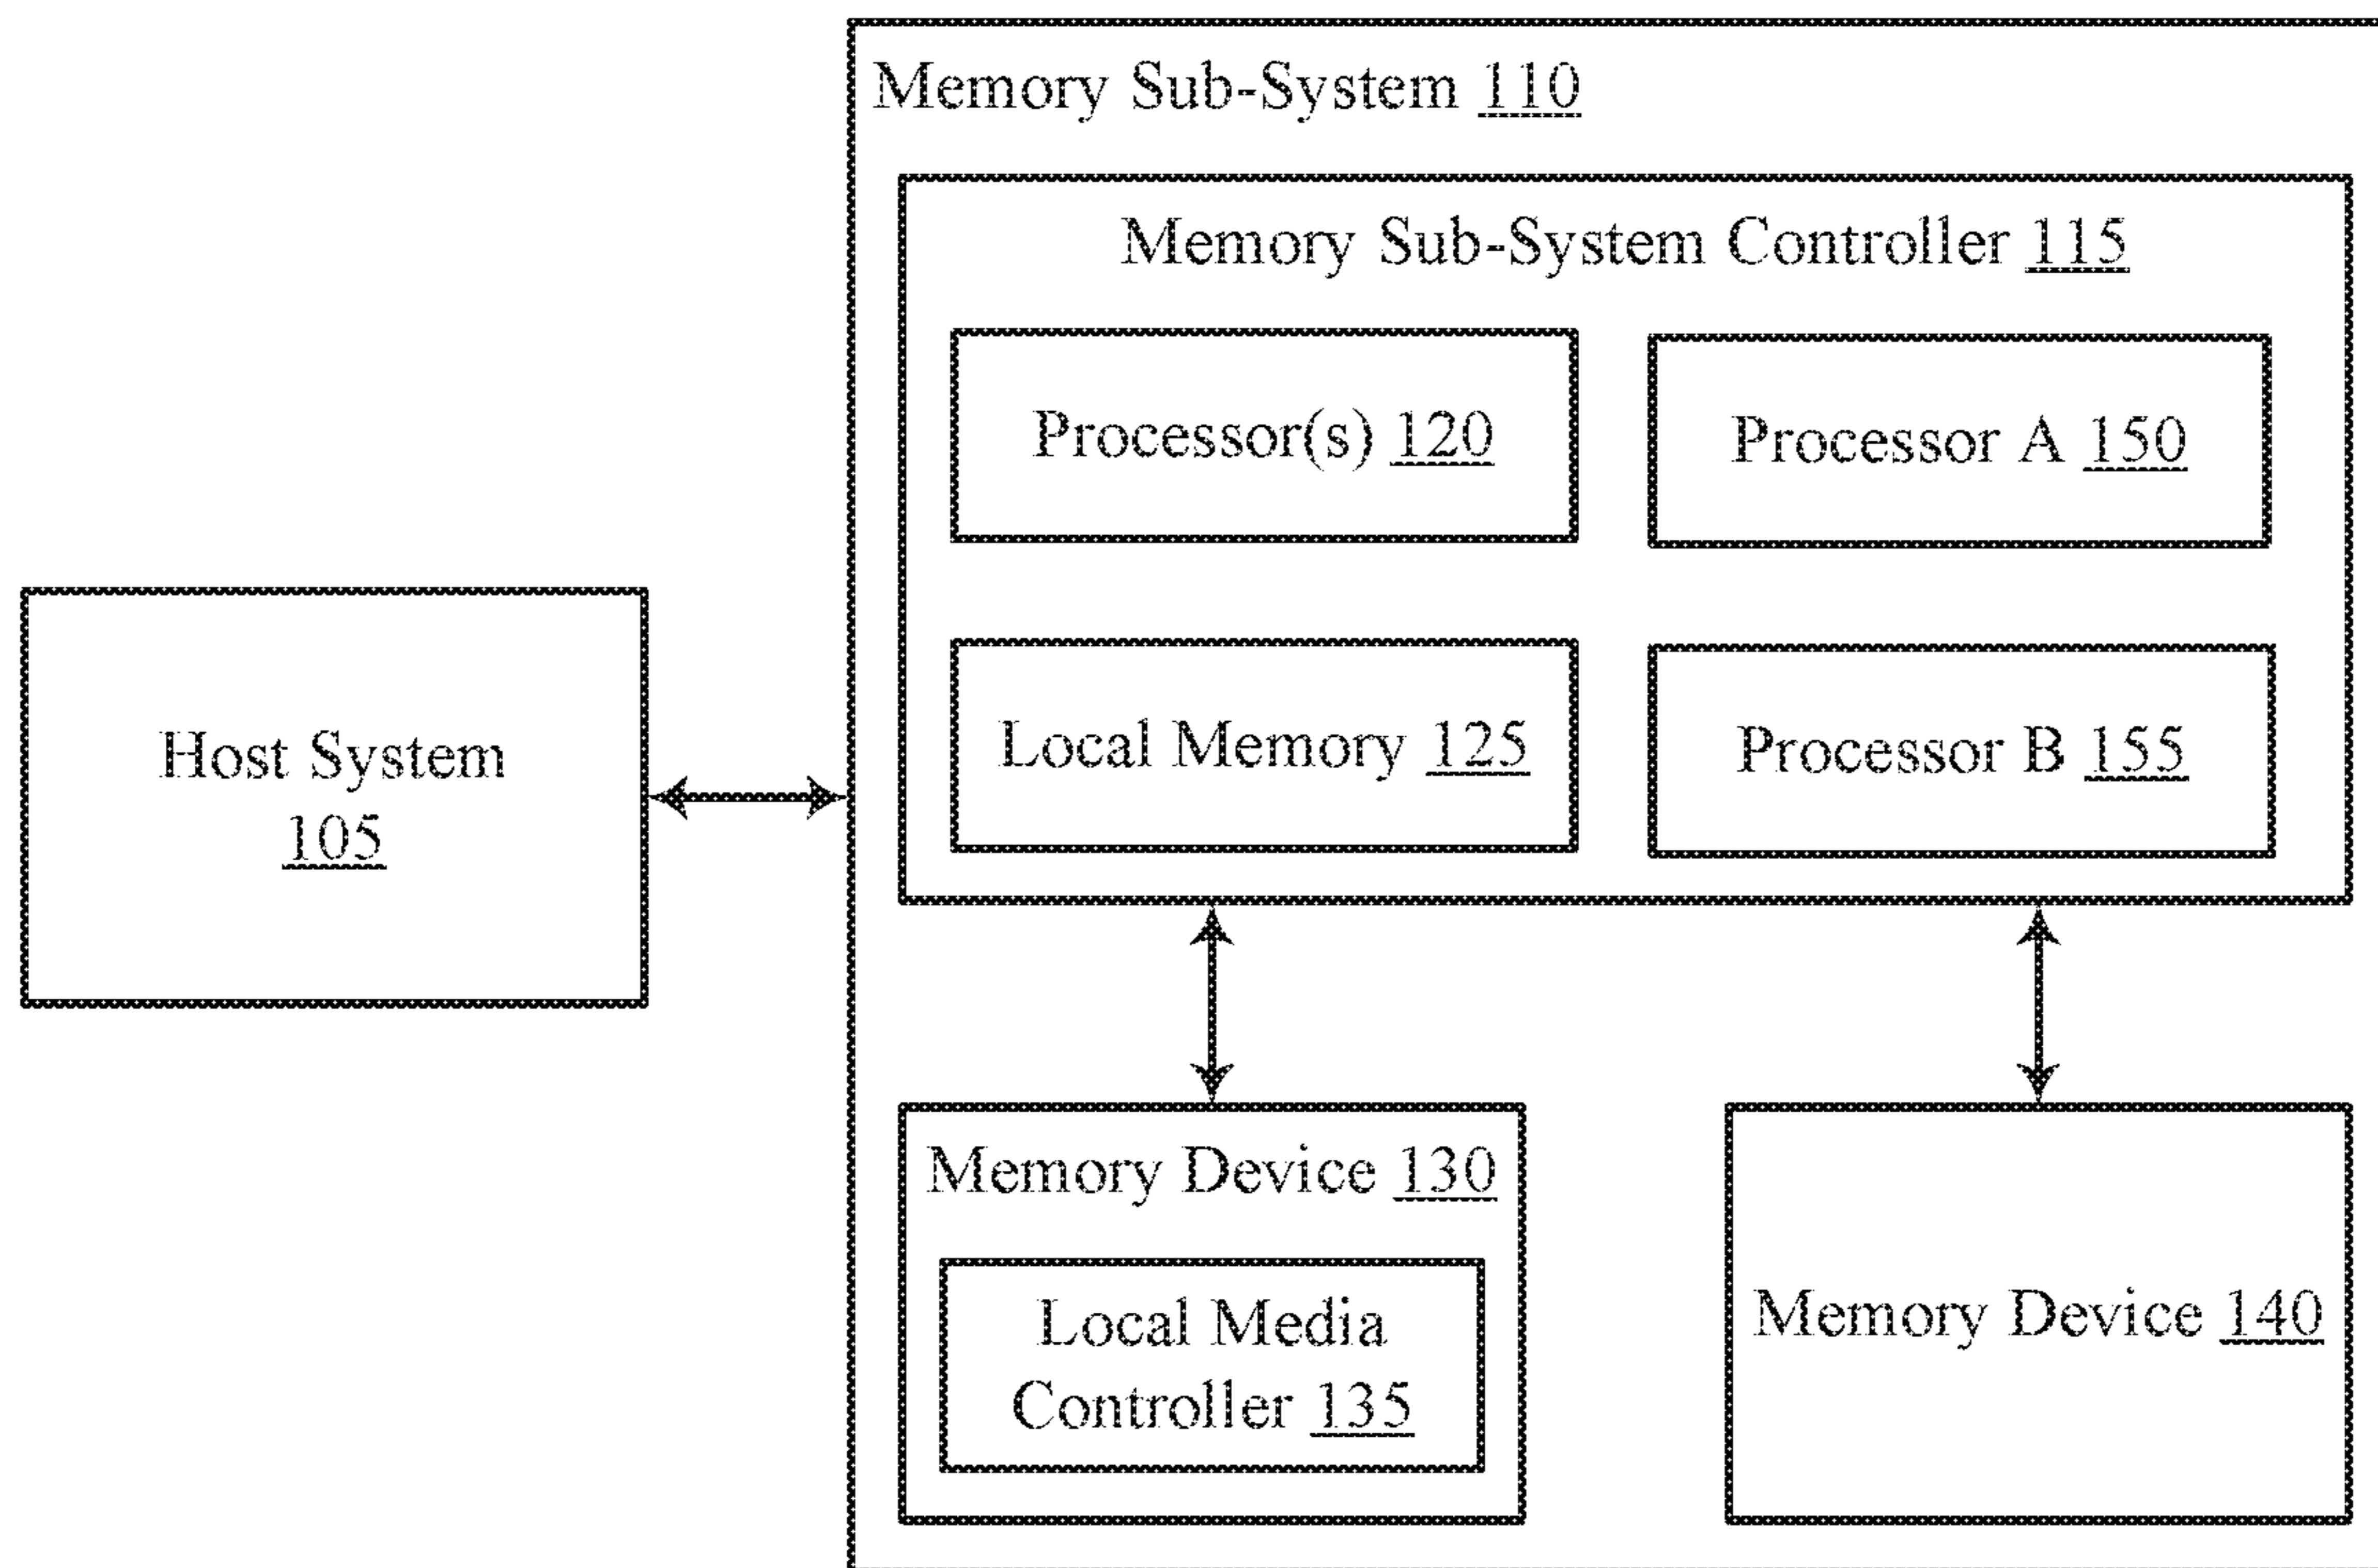 Memory Sub-System 110
Memory Sub-System Controller 115
Processor(s) 120
Processor A 150
Host System
105
Local Memory 125
Processor B 155
Memory Device 130
Local Media
Controller 135
Memory Device 140